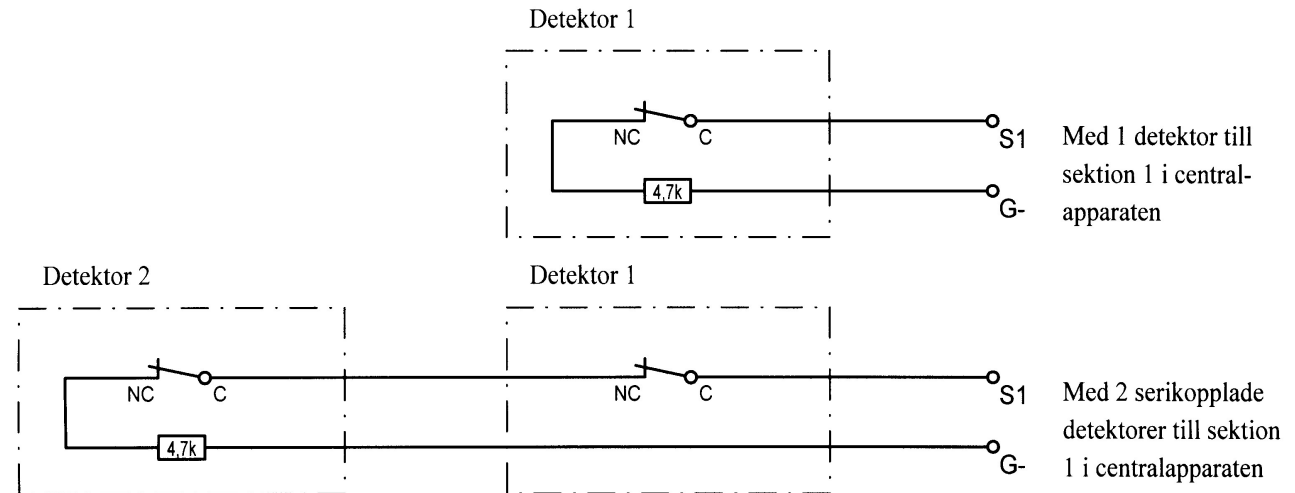 Detektor 1
NC
C
S1
4,7k
G-
Med 1 detektor till
sektion 1 i central-
apparaten
Detektor 2
Detektor 1
NC
C
NC
C
S1
4,7k
G-
Med 2 serikopplade
detektorer till sektion
1 i centralapparaten